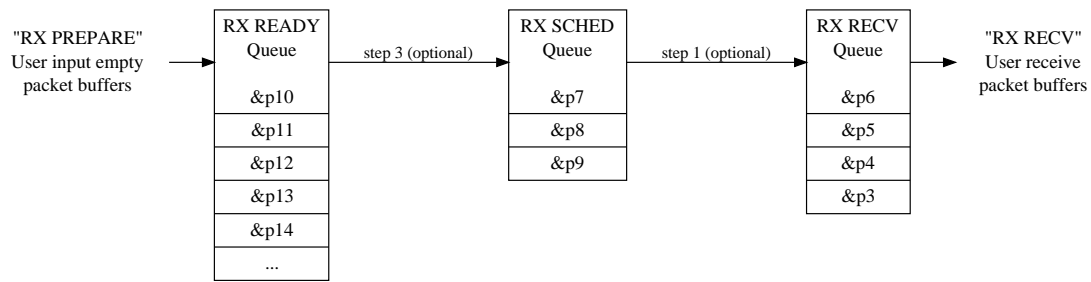 "RX PREPARE"
User input empty
packet buffers
RX READY
Queue
&p10
&p11
&p12
&p13
&p14
...
step 3 (optional)
RX SCHED
Queue
&p7
&p8
&p9
step 1 (optional)
RX RECV
Queue
&p6
&p5
&p4
&p3
"RX RECV"
User receive
packet buffers